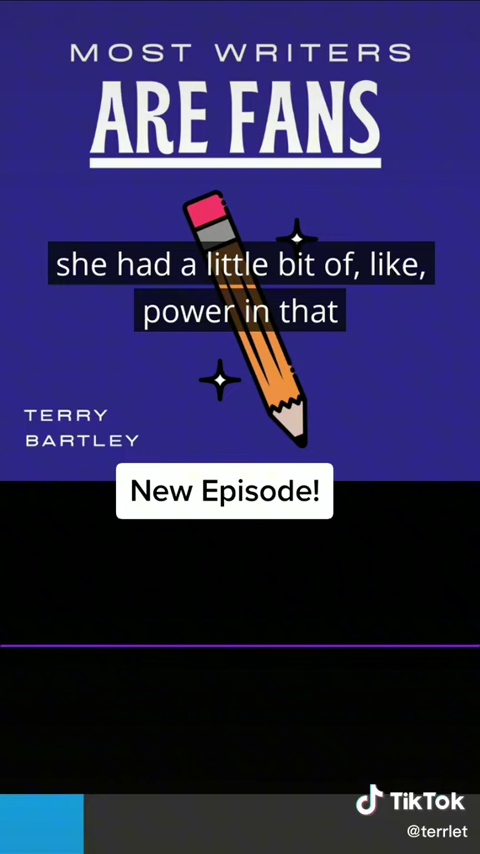 MOST WRITERS
ARE FANS
she had a little bit of, like,
power in that
TERRY
BARTLEY
New Episode!
TikTok
@terrlet